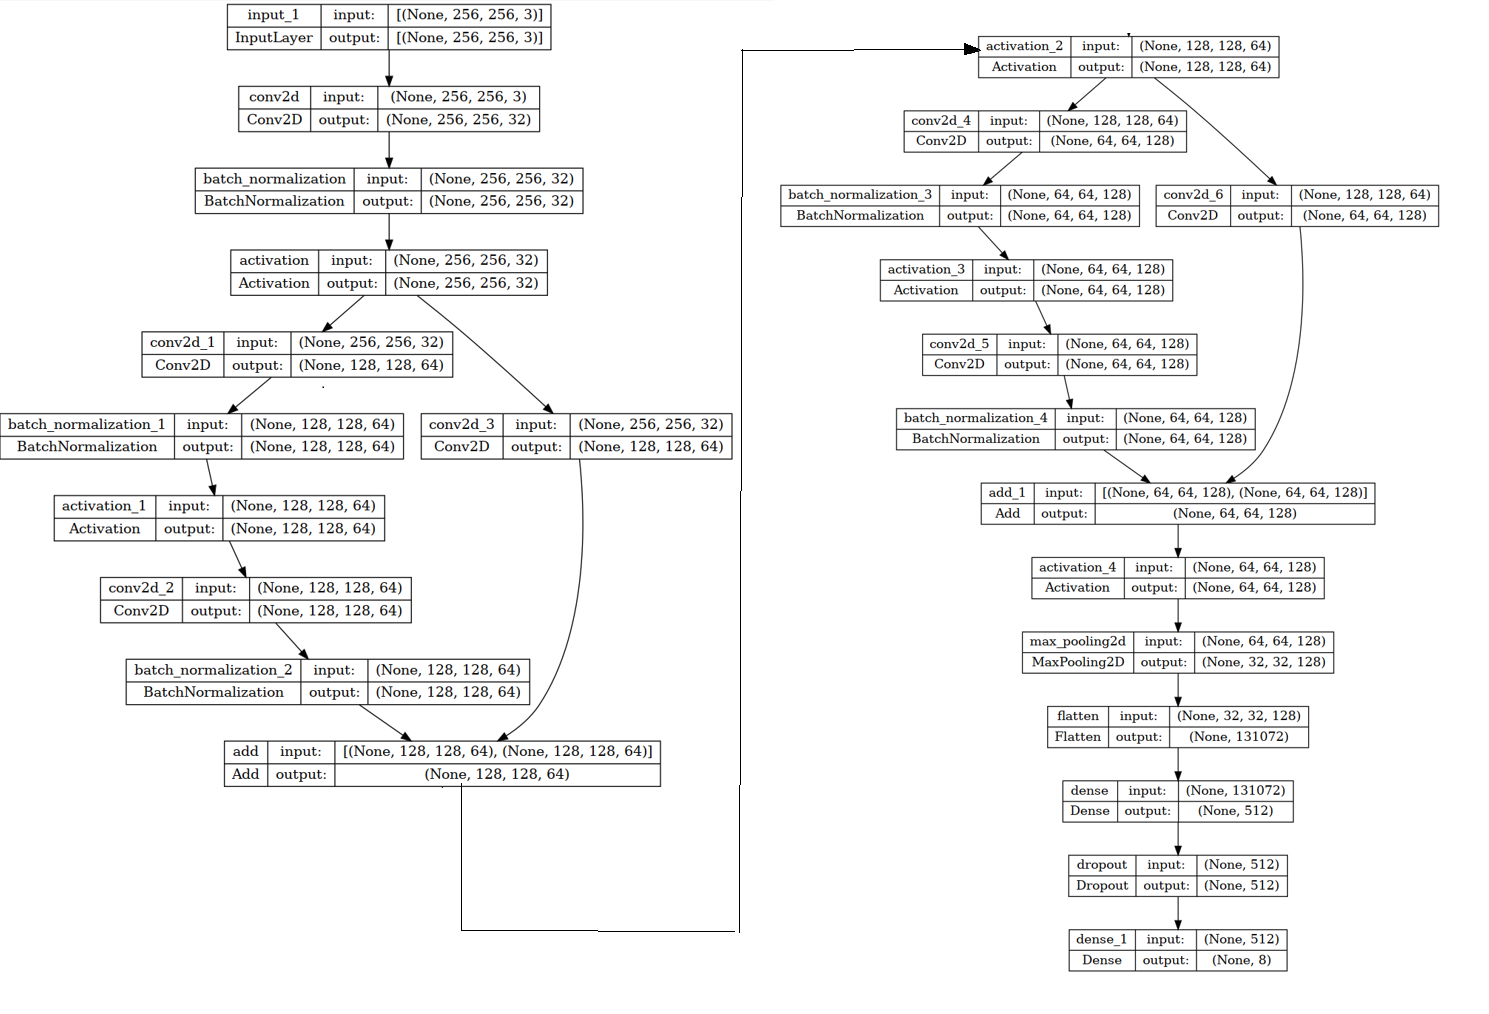 input_1 input: [(None, 256, 256, 3)]
InputLayer output: [(None, 256, 256, 3)]
conv2d input: (None, 256, 256, 3)
Conv2D output: (None, 256, 256, 32)
batch_normalization input: (None, 256, 256, 32)
BatchNormalization output: (None, 256, 256, 32)
activation input: (None, 256, 256, 32)
Activation output: (None, 256, 256, 32)
conv2d_1 input: (None, 256, 256, 32)
Conv2D output: (None, 128, 128, 64)
batch_normalization_1 input: (None, 128, 128, 64)
BatchNormalization output: (None, 128, 128, 64)
conv2d_3 input: (None, 256, 256, 32)
Conv2D output: (None, 128, 128, 64)
activation_1 input: (None, 128, 128, 64)
Activation output: (None, 128, 128, 64)
conv2d_2 input: (None, 128, 128, 64)
Conv2D output: (None, 128, 128, 64)
batch_normalization_2 input: (None, 128, 128, 64)
BatchNormalization output: (None, 128, 128, 64)
add input: [(None, 128, 128, 64), (None, 128, 128, 64)]
Add output: (None, 128, 128, 64)
activation_2 input: (None, 128, 128, 64)
Activation output: (None, 128, 128, 64)
conv2d_4 input: (None, 128, 128, 64)
Conv2D output: (None, 64, 64, 128)
batch_normalization_3 input: (None, 64, 64, 128)
BatchNormalization output: (None, 64, 64, 128)
conv2d_6 input: (None, 128, 128, 64)
Conv2D output: (None, 64, 64, 128)
activation_3 input: (None, 64, 64, 128)
Activation output: (None, 64, 64, 128)
conv2d_5 input: (None, 64, 64, 128)
Conv2D output: (None, 64, 64, 128)
batch_normalization_4 input: (None, 64, 64, 128)
BatchNormalization output: (None, 64, 64, 128)
add_1 input: [(None, 64, 64, 128), (None, 64, 64, 128)]
Add output: (None, 64, 64, 128)
activation_4 input: (None, 64, 64, 128)
Activation output: (None, 64, 64, 128)
max_pooling2d input: (None, 64, 64, 128)
MaxPooling2D output: (None, 32, 32, 128)
flatten input: (None, 32, 32, 128)
Flatten output: (None, 131072)
dense input: (None, 131072)
Dense output: (None, 512)
dropout input: (None, 512)
Dropout output: (None, 512)
dense_1 input: (None, 512)
Dense output: (None, 8)